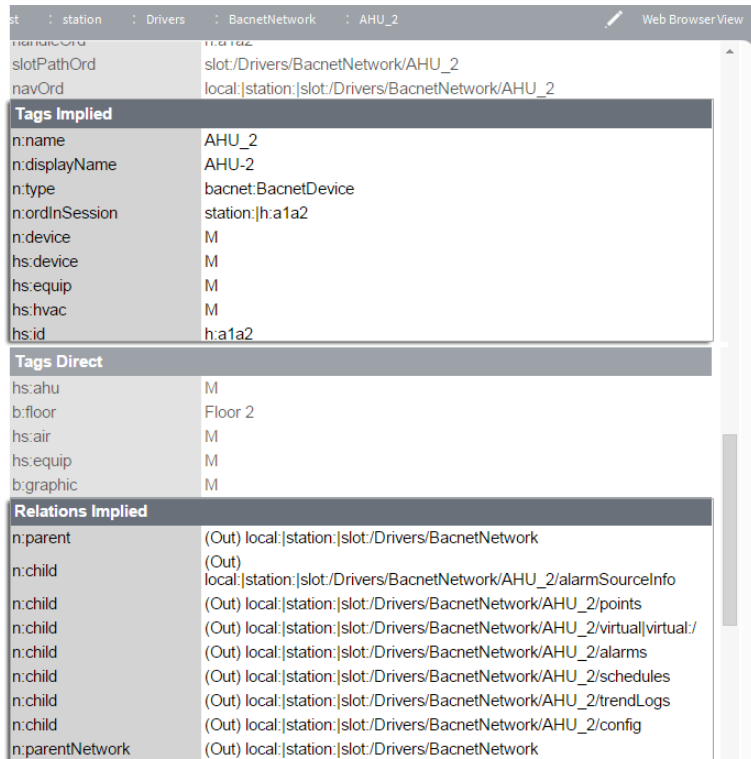 st : station : Drivers : BacnetNetwork : AHU_2 Web Browser View
handleOrd h:a1a2
slotPathOrd slot:/Drivers/BacnetNetwork/AHU_2
navOrd local:|station:|slot:/Drivers/BacnetNetwork/AHU_2
Tags Implied
n:name AHU_2
n:displayName AHU-2
n:type bacnet:BacnetDevice
n:ordInSession station:|h:a1a2
n:device M
hs:device M
hs:equip M
hs:hvac M
hs:id h:a1a2
Tags Direct
hs:ahu M
b:floor Floor 2
hs:air M
hs:equip M
b:graphic M
Relations Implied
n:parent (Out) local:|station:|slot:/Drivers/BacnetNetwork
n:child (Out)
local:|station:|slot:/Drivers/BacnetNetwork/AHU_2/alarmSourceInfo
n:child (Out) local:|station:|slot:/Drivers/BacnetNetwork/AHU_2/points
n:child (Out) local:|station:|slot:/Drivers/BacnetNetwork/AHU_2/virtual|virtual:/
n:child (Out) local:|station:|slot:/Drivers/BacnetNetwork/AHU_2/alarms
n:child (Out) local:|station:|slot:/Drivers/BacnetNetwork/AHU_2/schedules
n:child (Out) local:|station:|slot:/Drivers/BacnetNetwork/AHU_2/trendLogs
n:child (Out) local:|station:|slot:/Drivers/BacnetNetwork/AHU_2/config
n:parentNetwork (Out) local:|station:|slot:/Drivers/BacnetNetwork